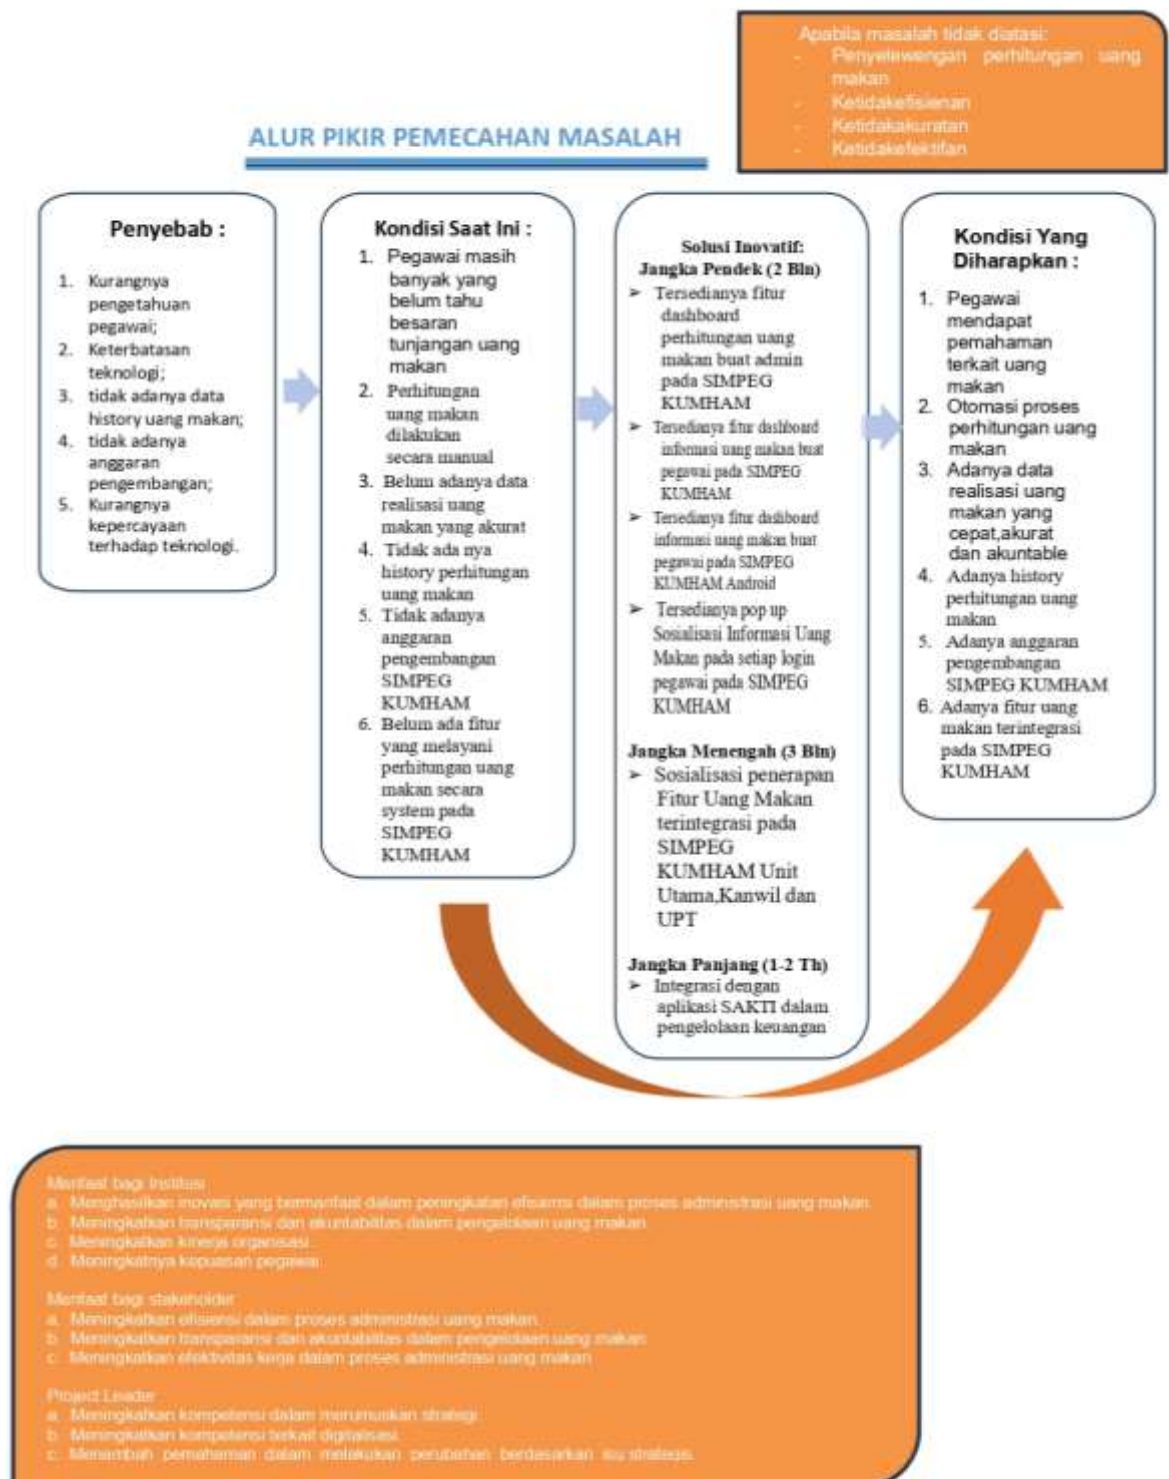 Apabila masalah tidak diatasi:
- Penyelewengan perhitungan uang
makan
- Ketidakefisienan
- Ketidakakuratan
- Ketidakefektifan
ALUR PIKIR PEMECAHAN MASALAH
Penyebab :
1. Kurangnya
pengetahuan
pegawai;
2. Keterbatasan
teknologi;
3. tidak adanya data
history uang makan;
4. tidak adanya
anggaran
pengembangan;
5. Kurangnya
kepercayaan
terhadap teknologi.
Kondisi Saat Ini :
1. Pegawai masih
banyak yang
belum tahu
besaran
tunjangan uang
makan
2. Perhitungan
uang makan
dilakukan
secara manual
3. Belum adanya data
realisasi uang
makan yang akurat
4. Tidak ada nya
history perhitungan
uang makan
5. Tidak adanya
anggaran
pengembangan
SIMPEG
KUMHAM
6. Belum ada fitur
yang melayani
perhitungan uang
makan secara
system pada
SIMPEG
KUMHAM
Solusi Inovatif:
Jangka Pendek (2 Bln)
➢ Tersedianya fitur
dashboard
perhitungan uang
makan buat admin
pada SIMPEG
KUMHAM
➢ Tersedianya fitur dashboard
informasi uang makan buat
pegawai pada SIMPEG
KUMHAM
➢ Tersedianya fitur dashboard
informasi uang makan buat
pegawai pada SIMPEG
KUMHAM Android
➢ Tersedianya pop up
Sosialisasi Informasi Uang
Makan pada setiap login
pegawai pada SIMPEG
KUMHAM
Jangka Menengah (3 Bln)
➢ Sosialisasi penerapan
Fitur Uang Makan
terintegrasi pada
SIMPEG
KUMHAM Unit
Utama,Kanwil dan
UPT
Jangka Panjang (1-2 Th)
➢ Integrasi dengan
aplikasi SAKTI dalam
pengelolaan keuangan
Kondisi Yang
Diharapkan :
1. Pegawai
mendapat
pemahaman
terkait uang
makan
2. Otomasi proses
perhitungan uang
makan
3. Adanya data
realisasi uang
makan yang
cepat,akurat
dan akuntable
4. Adanya history
perhitungan uang
makan
5. Adanya anggaran
pengembangan
SIMPEG KUMHAM
6. Adanya fitur uang
makan terintegrasi
pada SIMPEG
KUMHAM
Manfaat bagi Institusi
a. Menghasilkan inovasi yang bermanfaat dalam peningkatan efisiensi dalam proses administrasi uang makan.
b. Meningkatkan transparansi dan akuntabilitas dalam pengelolaan uang makan
c. Meningkatkan kinerja organisasi
d. Meningkatnya kepuasan pegawai
Manfaat bagi stakeholder
a. Meningkatkan efisiensi dalam proses administrasi uang makan.
b. Meningkatkan transparansi dan akuntabilitas dalam pengelolaan uang makan
c. Meningkatkan efektivitas kerja dalam proses administrasi uang makan
Project Leader
a. Meningkatkan kompetensi dalam merumuskan strategi
b. Meningkatkan kompetensi terkait digitalisasi
c. Menambah pemahaman dalam melakukan perubahan berdasarkan isu strategis